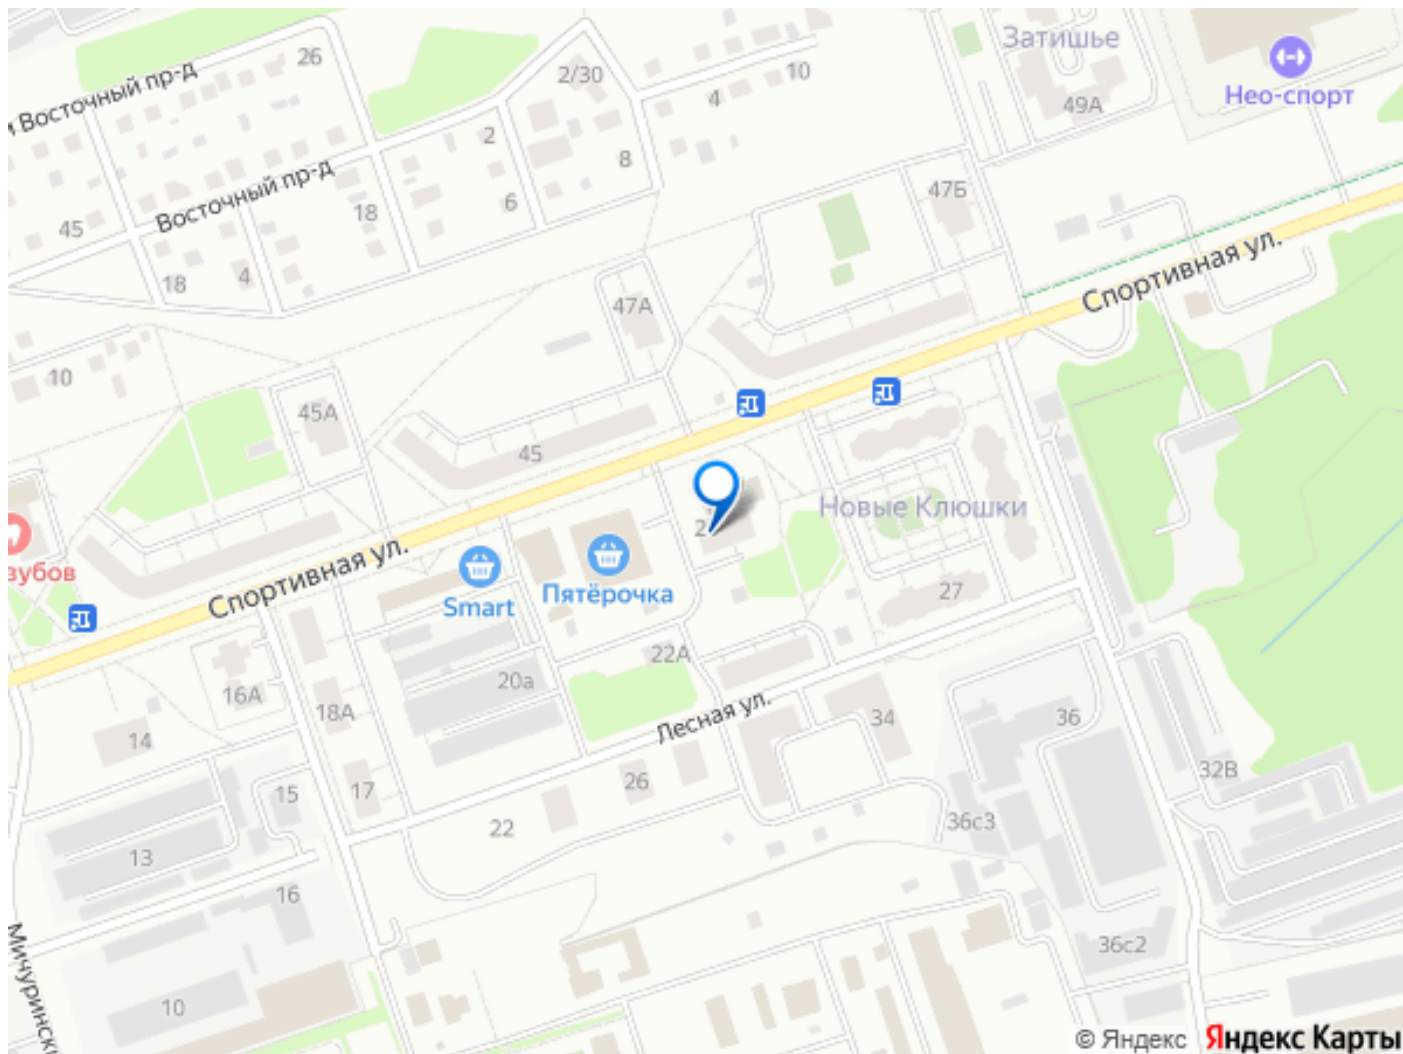 Затишье
26
2/30
10
Нео-спорт
Восточный пр-д
4
49А
2
8
Восточный пр-д
47Б
18
6
45
18
4
Спортивная ул.
47А
10
45А
45
Новые Клюшки
зубов
Спортивная ул.
Smart
Пятёрочка
27
22А
16А
20а
18А
Лесная ул.
14
34
36
32В
15
17
26
22
36с3
13
16
36с2
10
© Яндекс
Яндекс Карты